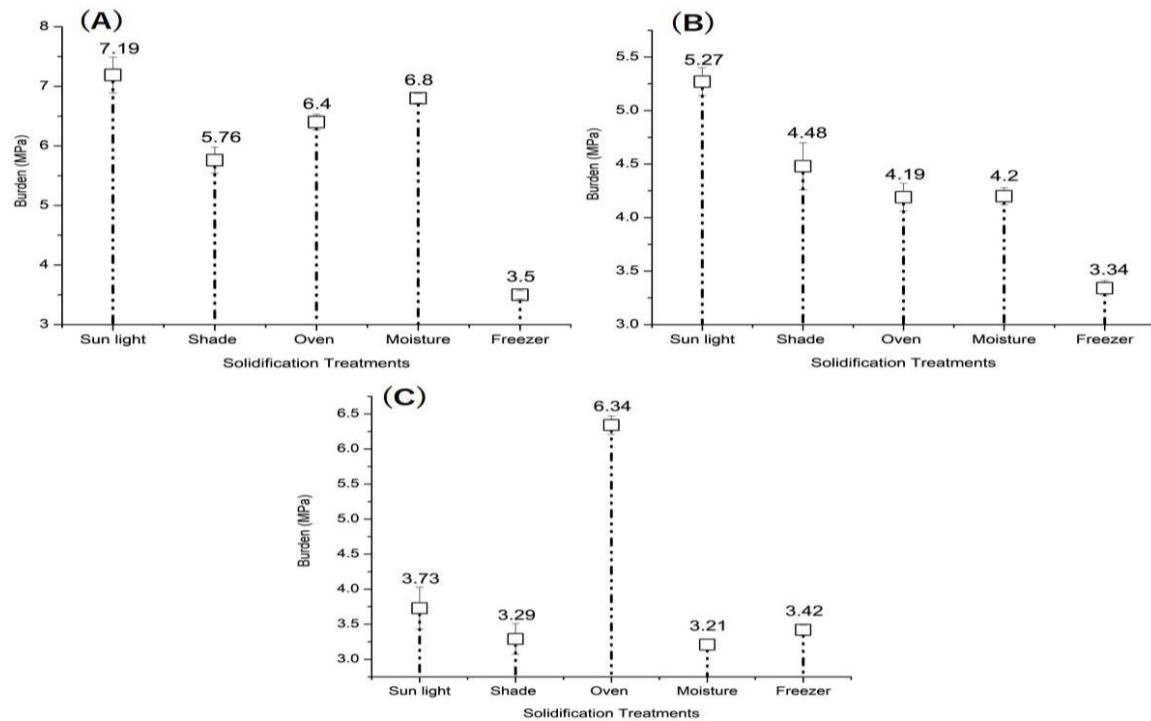 (A)
8
7
6
5
4
3
Burden (MPa)
7.19
5.76
6.4
6.8
3.5
Sun light Shade Oven Moisture Freezer
Solidification Treatments
(B)
5.5
5.0
4.5
4.0
3.5
3.0
Burden (MPa)
5.27
4.48
4.19
4.2
3.34
Sun light Shade Oven Moisture Freezer
Solidification Treatments
(C)
6.5
6.0
5.5
5.0
4.5
4.0
3.5
3.0
Burden (MPa)
3.73
3.29
6.34
3.21
3.42
Sun light Shade Oven Moisture Freezer
Solidification Treatments